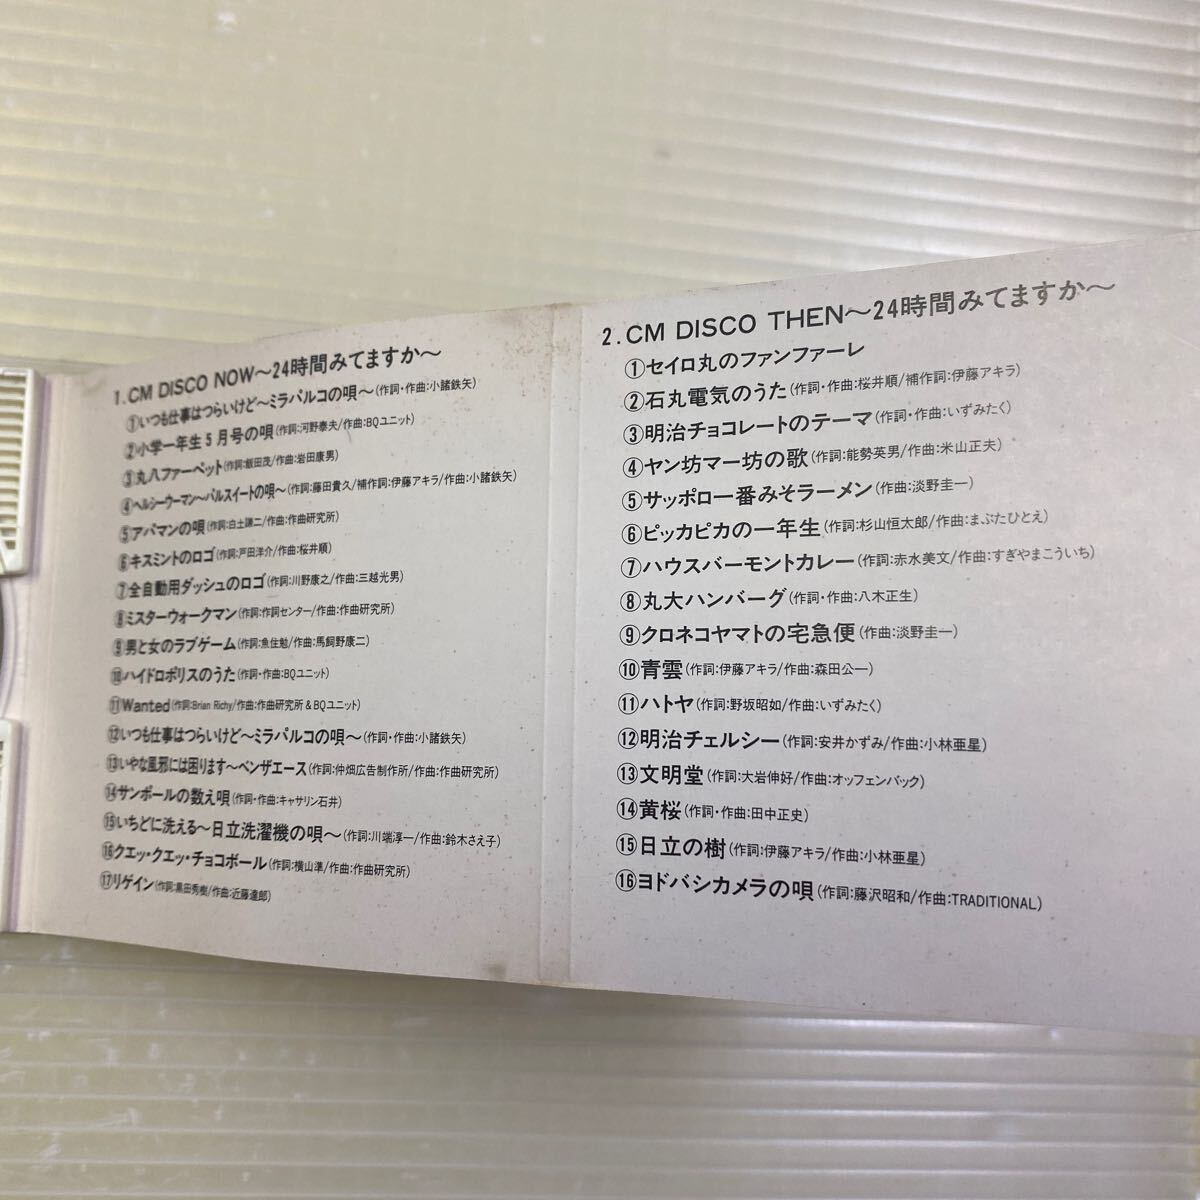 1.CM DISCO NOW〜24時間みてますか〜
①いつも仕事はつらいけど〜ミラパルコの唄〜(作詞・作曲:小諸鉄矢)
②小学一年生5月号の唄(作詞:河野泰夫/作曲:BQユニット)
③丸八ファーベット(作詞:飯田茂/作曲:岩田康男)
④ヘルシーウーマン〜パルスイートの唄〜(作詞:藤田貴久/補作詞:伊藤アキラ/作曲:小諸鉄矢)
⑤アパマンの唄(作詞:白土謙二/作曲:作曲研究所)
⑥キスミントのロゴ(作詞:戸田洋介/作曲:桜井順)
⑦全自動用ダッシュのロゴ(作詞:川野康之/作曲:三越光男)
⑧ミスターウォークマン(作詞:作詞センター/作曲:作曲研究所)
⑨男と女のラブゲーム(作詞:魚住勉/作曲:馬飼野康二)
⑩ハイドロポリスのうた(作詞・作曲:BQユニット)
⑪Wanted(作詞:Brian Richy/作曲:作曲研究所&BQユニット)
⑫いつも仕事はつらいけど〜ミラパルコの唄〜(作詞・作曲:小諸鉄矢)
⑬いやな風邪には困ります〜ベンザエース(作詞:仲畑広告制作所/作曲:作曲研究所)
⑭サンポールの数え唄(作詞・作曲:キャサリン石井)
⑮いちどに洗える〜日立洗濯機の唄〜(作詞:川端淳一/作曲:鈴木さえ子)
⑯クエッ・クエッ・チョコボール(作詞:横山準/作曲:作曲研究所)
⑰リゲイン(作詞:黒田秀樹/作曲:近藤達郎)
2.CM DISCO THEN〜24時間みてますか〜
①セイロ丸のファンファーレ
②石丸電気のうた(作詞・作曲:桜井順/補作詞:伊藤アキラ)
③明治チョコレートのテーマ(作詞・作曲:いずみたく)
④ヤン坊マー坊の歌(作詞:能勢英男/作曲:米山正夫)
⑤サッポロ一番みそラーメン(作曲:淡野圭一)
⑥ピッカピカの一年生(作詞:杉山恒太郎/作曲:まぶたひとえ)
⑦ハウスバーモントカレー(作詞:赤水美文/作曲:すぎやまこういち)
⑧丸大ハンバーグ(作詞・作曲:八木正生)
⑨クロネコヤマトの宅急便(作曲:淡野圭一)
⑩青雲(作詞:伊藤アキラ/作曲:森田公一)
⑪ハトヤ(作詞:野坂昭如/作曲:いずみたく)
⑫明治チェルシー(作詞:安井かずみ/作曲:小林亜星)
⑬文明堂(作詞:大岩伸好/作曲:オッフェンバック)
⑭黄桜(作詞・作曲:田中正史)
⑮日立の樹(作詞:伊藤アキラ/作曲:小林亜星)
⑯ヨドバシカメラの唄(作詞:藤沢昭和/作曲:TRADITIONAL)